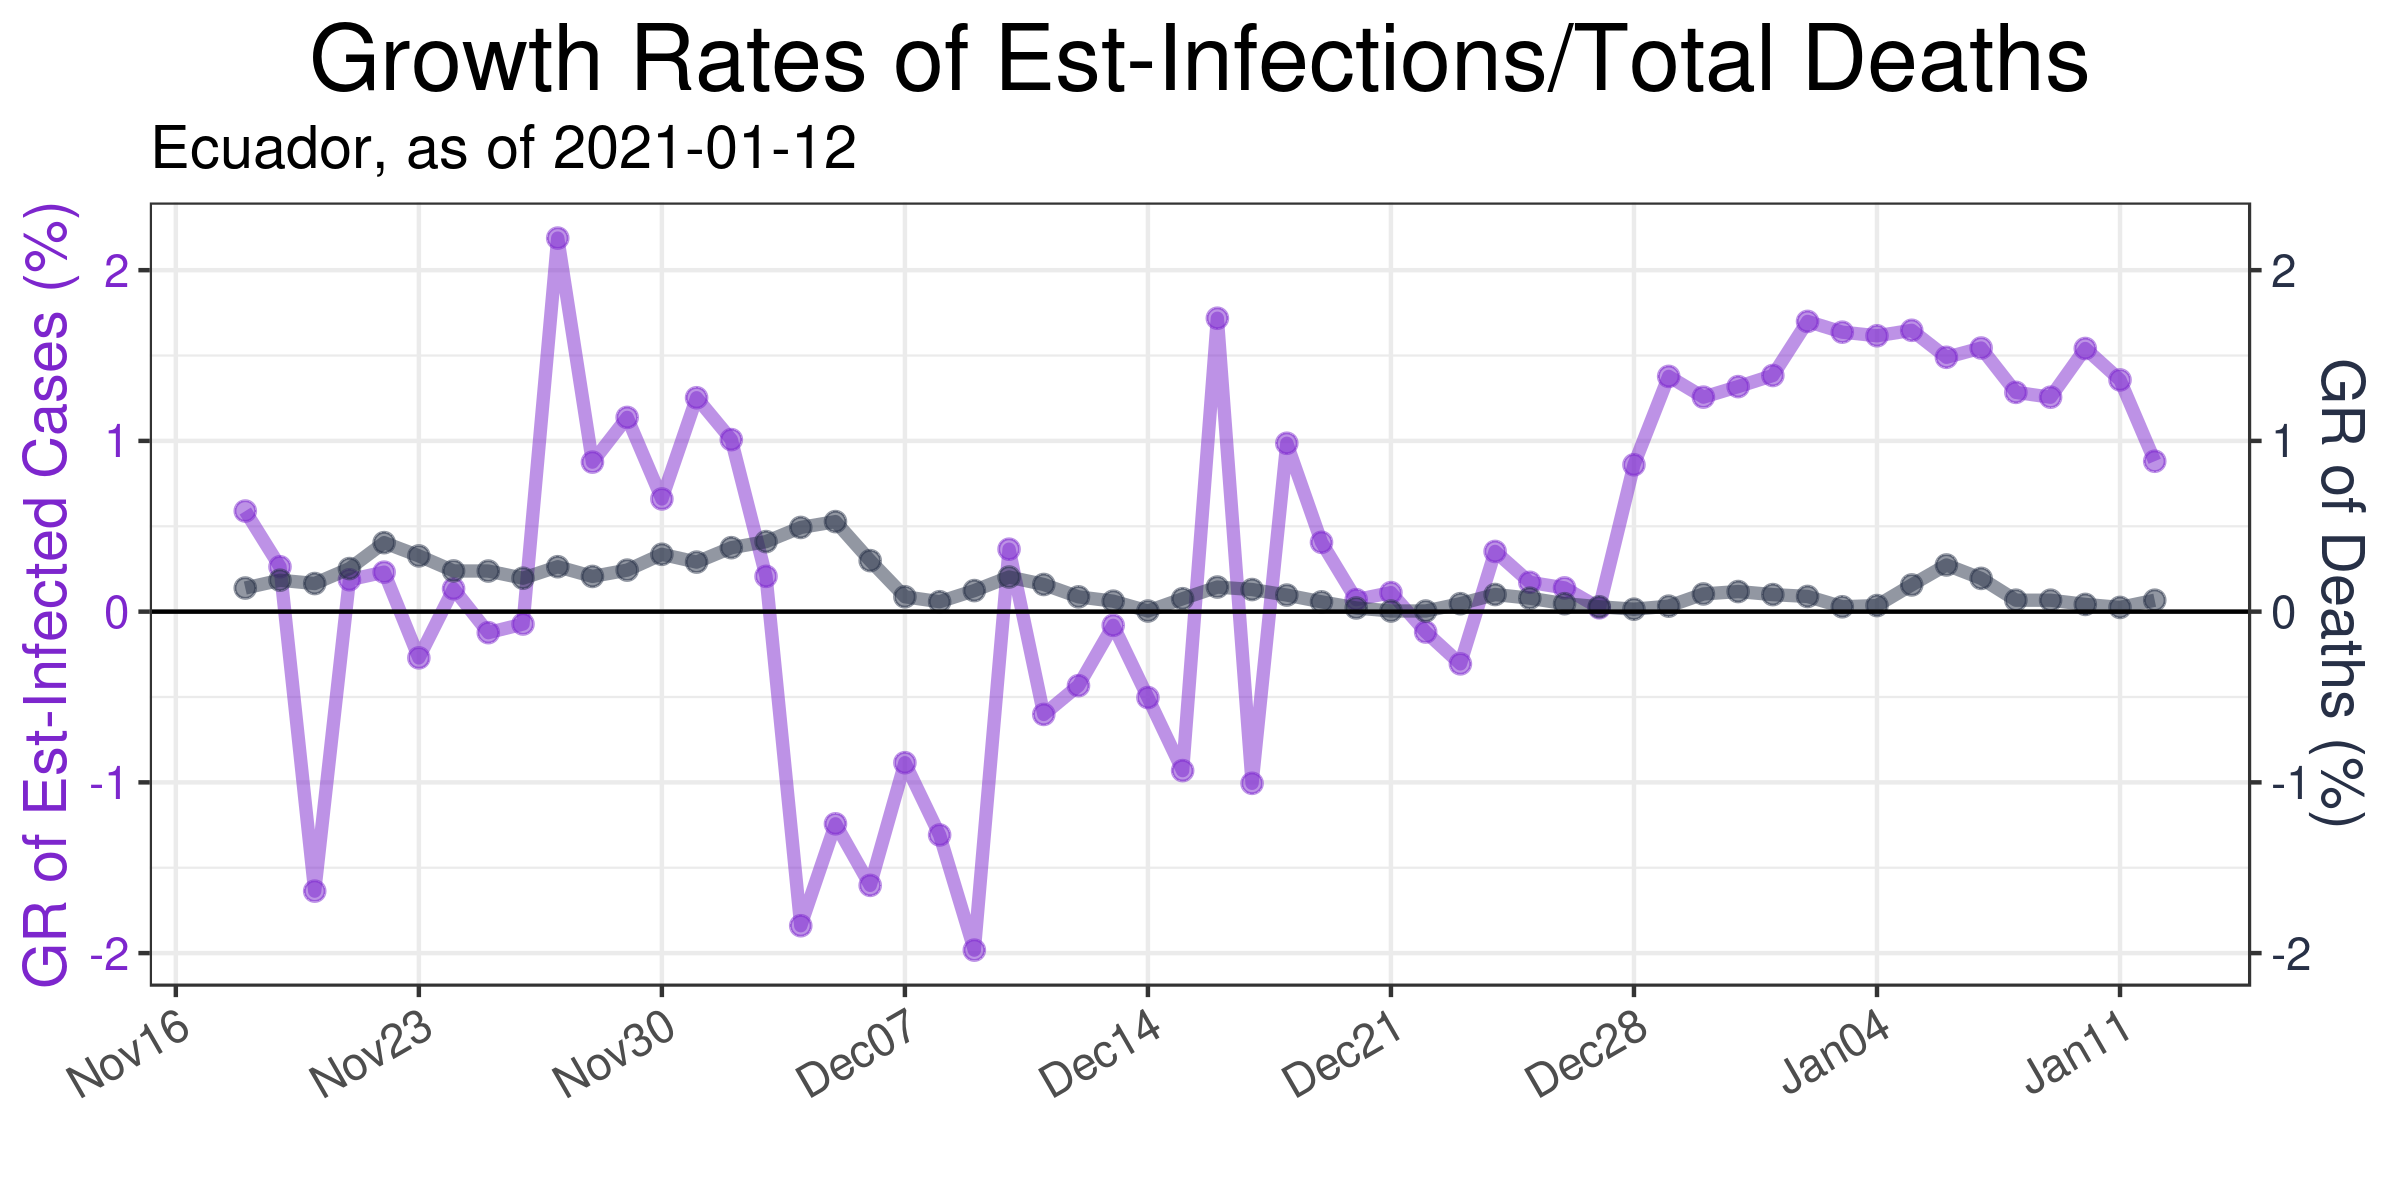 Growth Rates of Est-Infections/Total Deaths
Ecuador, as of 2021-01-12
GR of Est-Infected Cases (%)
2
1
0
-1
-2
2
1
0
-1
-2
GR of Deaths (%)
Nov16
Nov23
Nov30
Dec07
Dec14
Dec21
Dec28
Jan04
Jan11